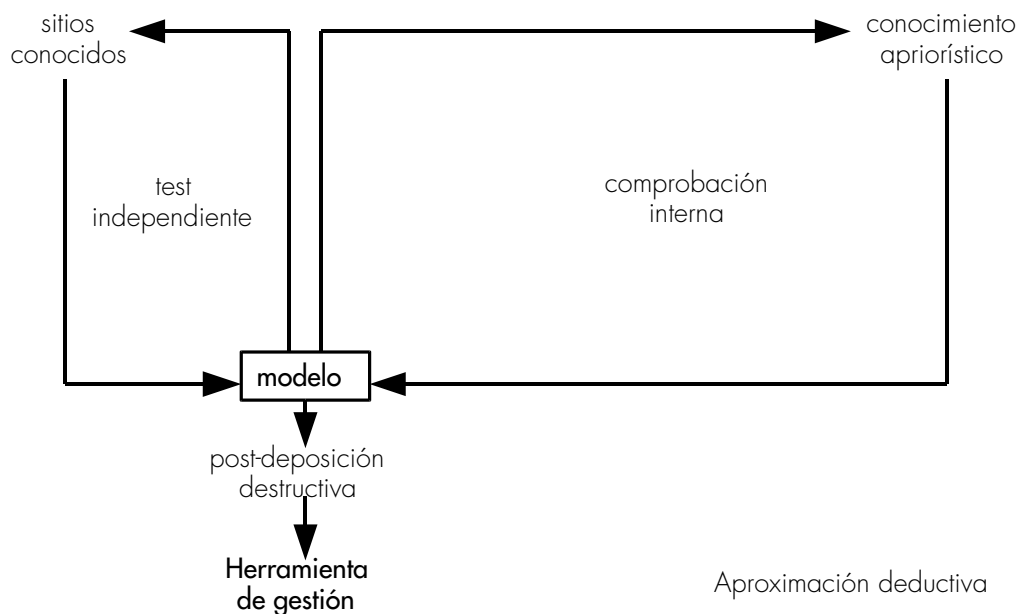 sitios
conocidos
conocimiento
apriorístico
test
independiente
comprobación
interna
modelo
post-deposición
destructiva
Herramienta
de gestión
Aproximación deductiva